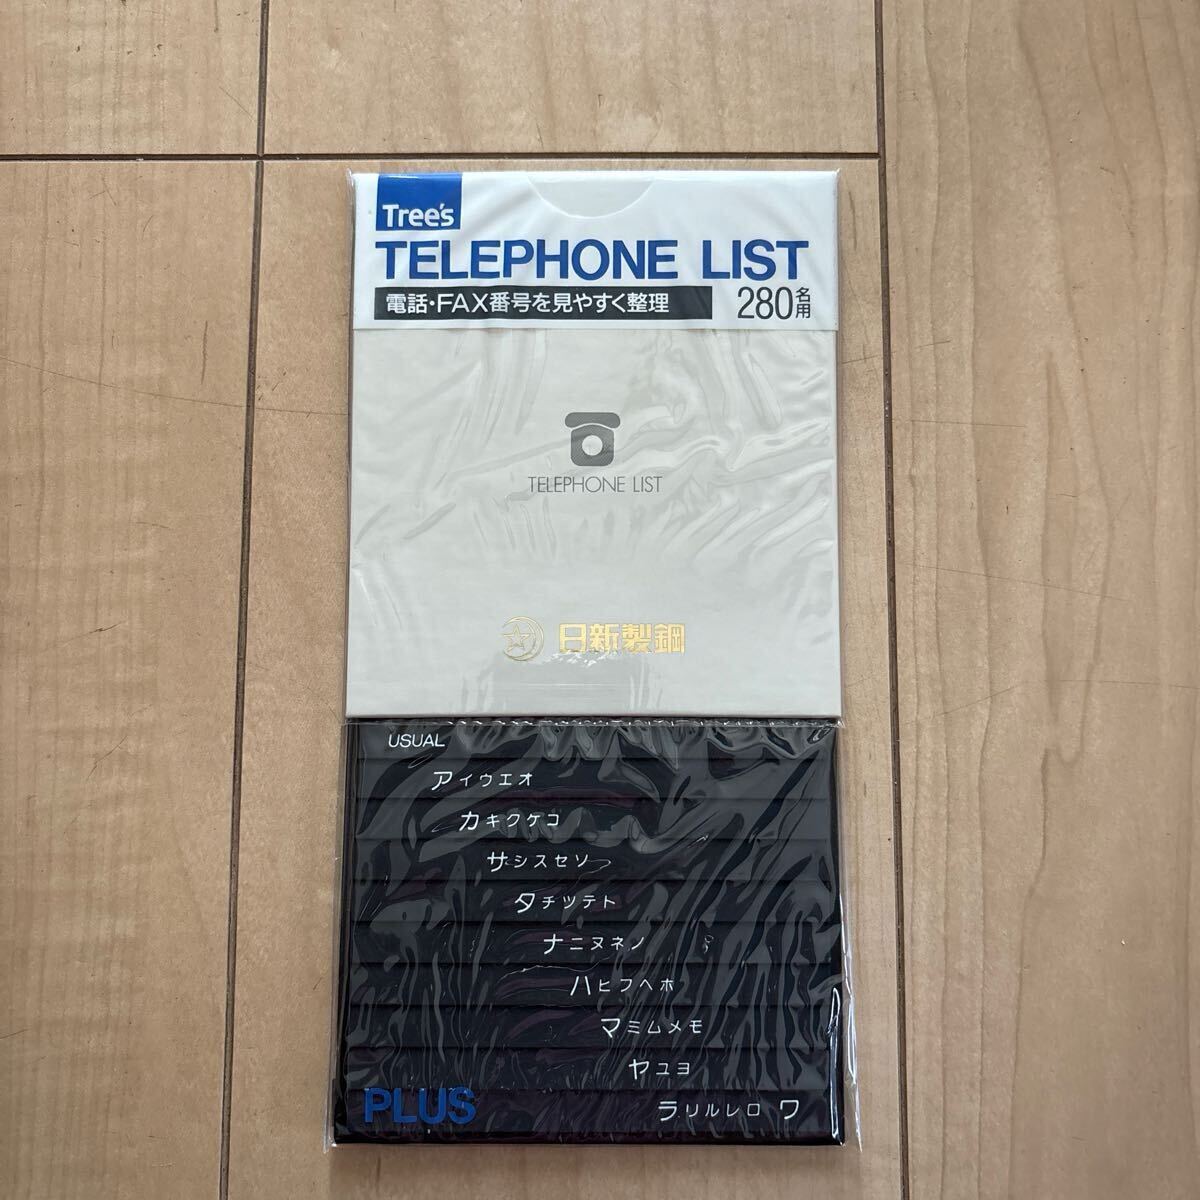 Tree's
TELEPHONE LIST
電話・FAX番号を見やすく整理
280名用
TELEPHONE LIST
日新製鋼
USUAL
アイウエオ
カキクケコ
サシスセソ
タチツテト
ナニヌネノ
ハヒフヘホ
マミムメモ
ヤユヨ
PLUS
ラリルレロ ワ